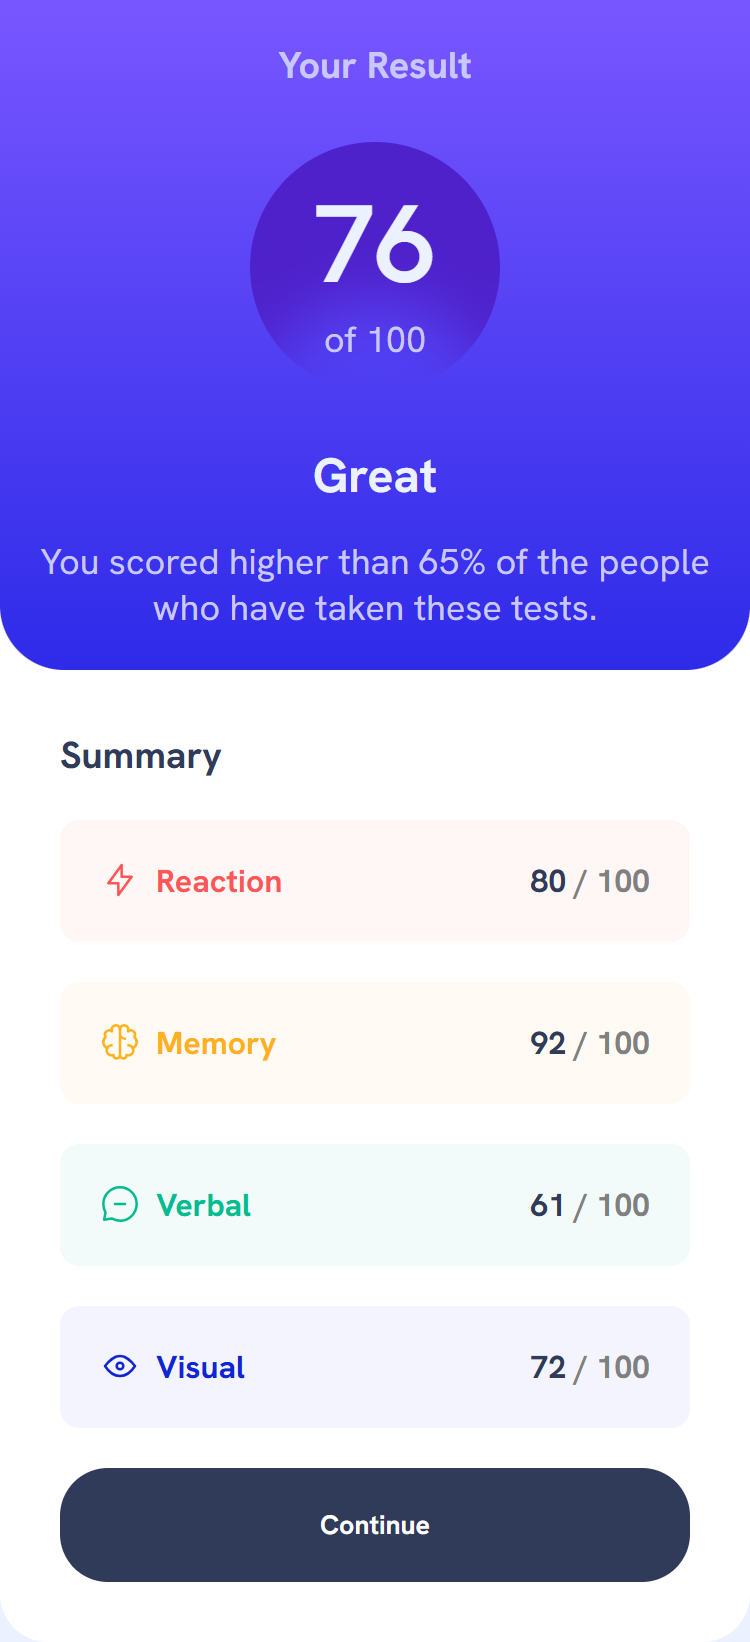 Your Result
76
of 100
Great
You scored higher than 65% of the people
who have taken these tests.
Summary
Reaction 80 / 100
Memory 92 / 100
Verbal 61 / 100
Visual 72 / 100
Continue